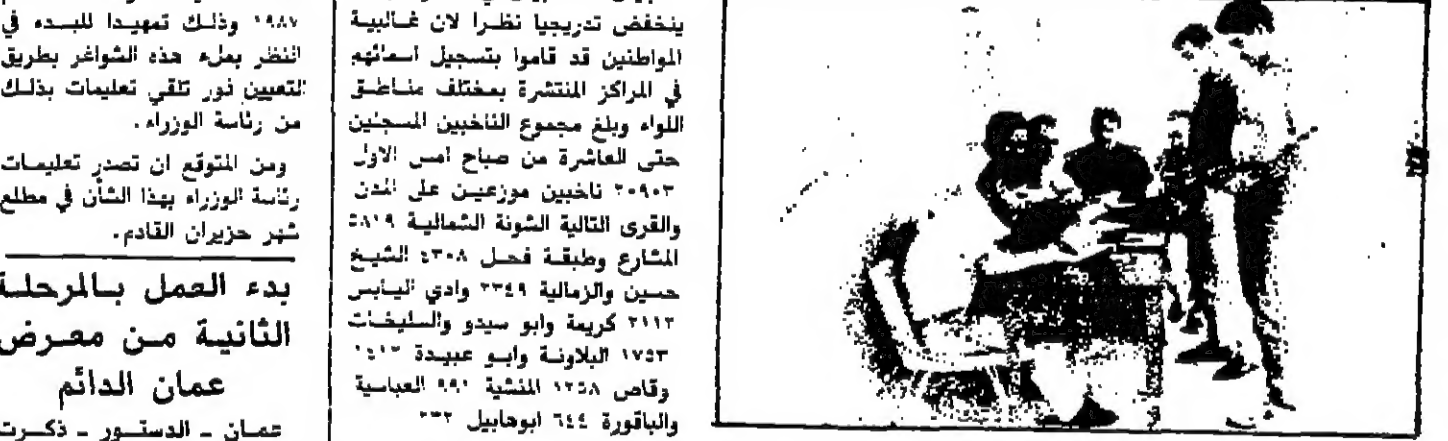 ينخفض تدريجيا نظرا لان غالبية
المواطنين قد قاموا بتسجيل اسمائهم
في المراكز المنتشرة بمختلف مناطق
اللواء وبلغ مجموع الناخبين المسجلين
حتى العاشرة من صباح امس الاول
٢٠٩٠٣ ناخبين موزعين على المدن
والقرى التالية الشونة الشمالية ٥٨١٩
المشارع وطبقة فحل ٤٣٠٨ الشيخ
حسين والزمالية ٢٣٤٩ وادي اليابس
٢١١٣ كريمة وابو سيدو والسليخات
١٧٥٣ البلاونة وابو عبيدة
وقاص ١٢٥٨ المنشية ٩٩١ العباسية
والباقورة ٦٤٤ ابوهابيل ٢٣٢
١٩٨٧ وذلك تمهيدا للبدء في
النظر بملء هذه الشواغر بطريق
التعيين فور تلقي تعليمات بذلك
من رئاسة الوزراء.
ومن المتوقع ان تصدر تعليمات
رئاسة الوزراء بهذا الشأن في مطلع
شهر حزيران القادم.
بدء العمل بالمرحلة
الثانية من معرض
عمان الدائم
عمان - الدستور - ذكرت